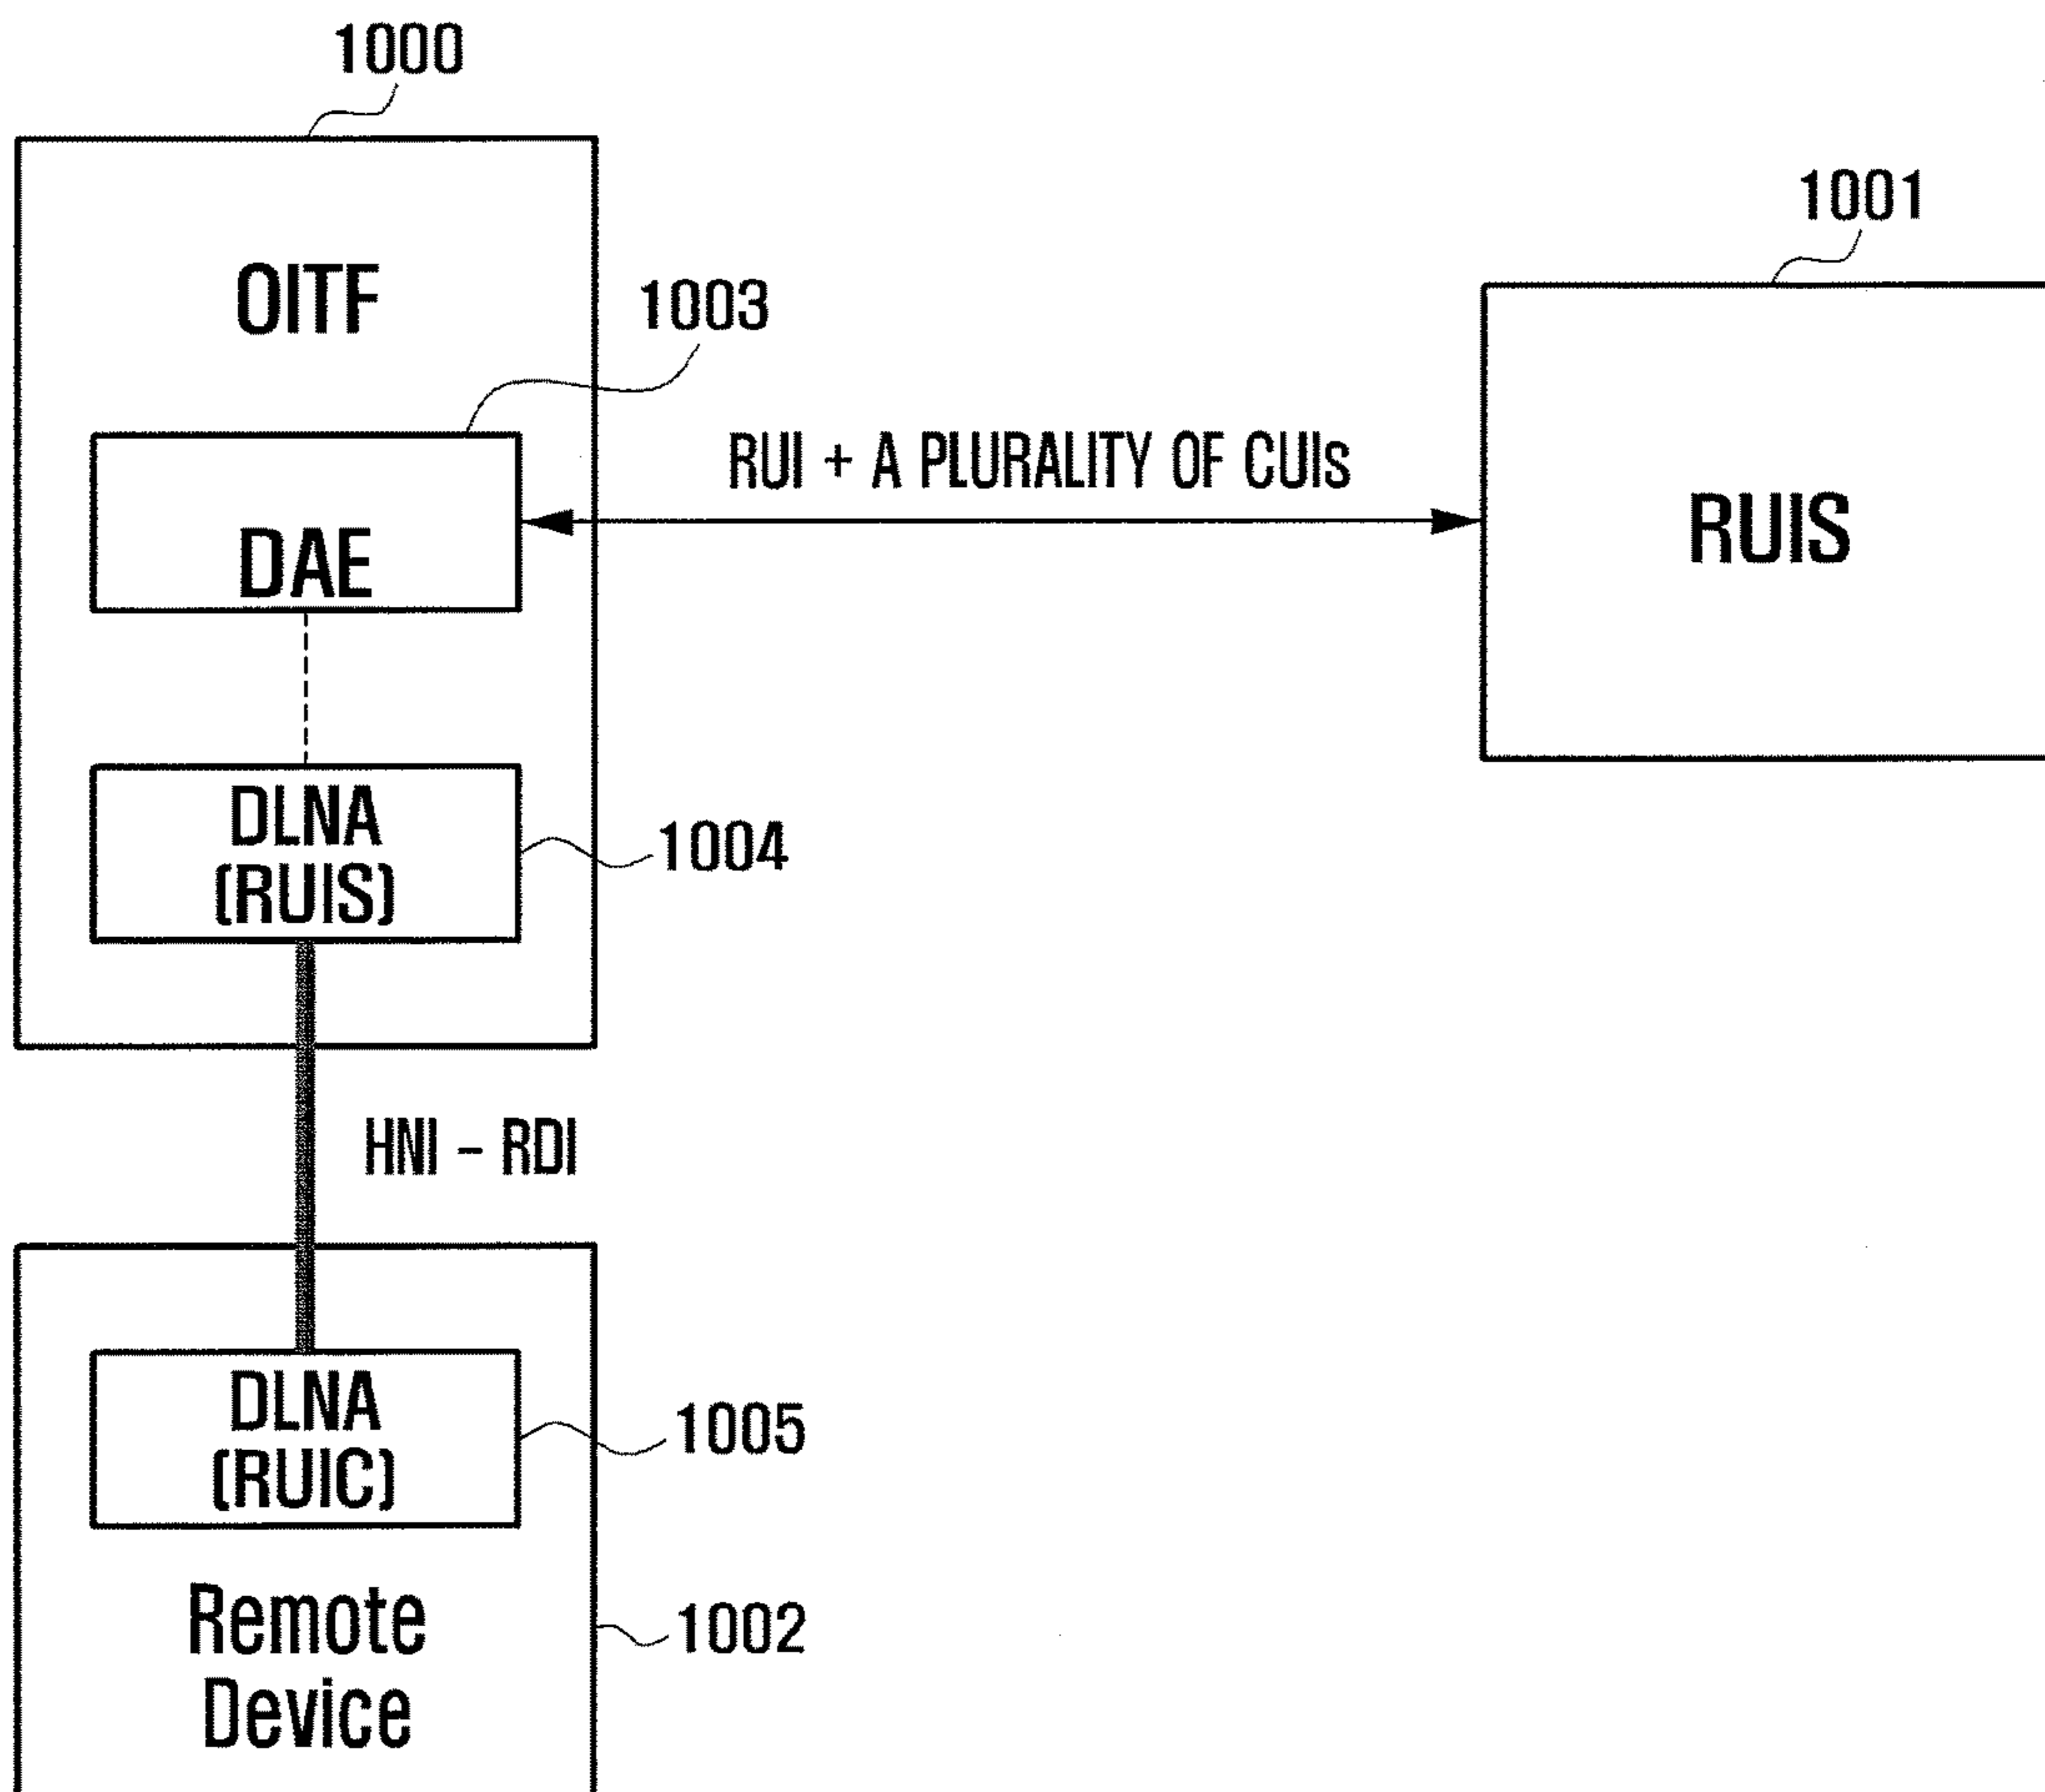 1000
1001
OITF
1003
RUI + A PLURALITY OF CUIs
RUIS
DAE
DLNA
(RUIS)
1004
HNI – RDI
DLNA
(RUIC)
1005
Remote
Device
1002